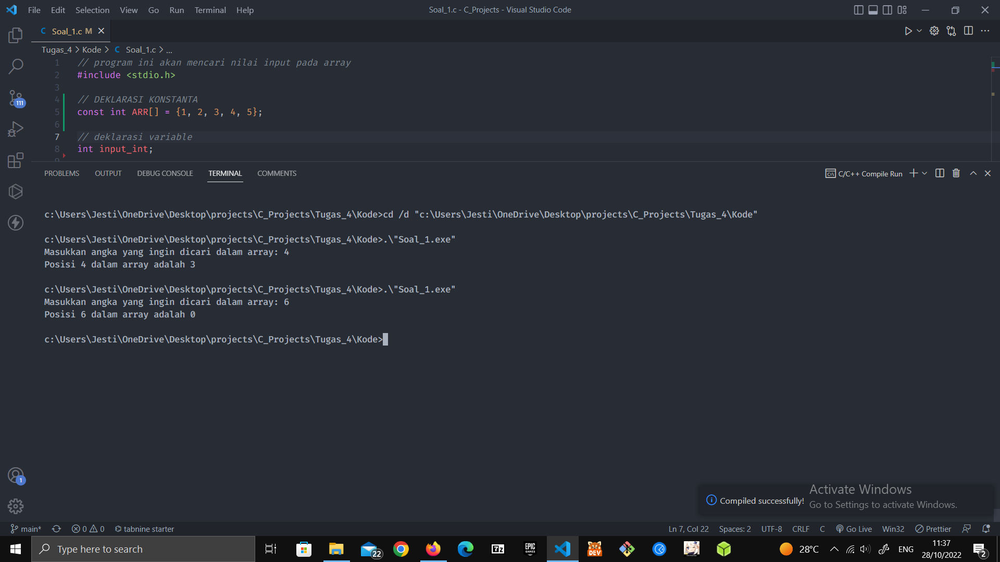 File Edit Selection View Go Run Terminal Help
Soal_1.c - C_Projects - Visual Studio Code
C Soal_1.c M
Tugas_4 > Kode > C Soal_1.c > ...
1 // program ini akan mencari nilai input pada array
2 #include <stdio.h>
3
4 // DEKLARASI KONSTANTA
5 const int ARR[] = {1, 2, 3, 4, 5};
6
7 // deklarasi variable
8 int input_int;
111
PROBLEMS OUTPUT DEBUG CONSOLE TERMINAL COMMENTS
C/C++ Compile Run
c:\Users\Jesti\OneDrive\Desktop\projects\C_Projects\Tugas_4\Kode>cd /d "c:\Users\Jesti\OneDrive\Desktop\projects\C_Projects\Tugas_4\Kode"
c:\Users\Jesti\OneDrive\Desktop\projects\C_Projects\Tugas_4\Kode>.\"Soal_1.exe"
Masukkan angka yang ingin dicari dalam array: 4
Posisi 4 dalam array adalah 3
c:\Users\Jesti\OneDrive\Desktop\projects\C_Projects\Tugas_4\Kode>.\"Soal_1.exe"
Masukkan angka yang ingin dicari dalam array: 6
Posisi 6 dalam array adalah 0
c:\Users\Jesti\OneDrive\Desktop\projects\C_Projects\Tugas_4\Kode>
1
Activate Windows
Compiled successfully!
Go to Settings to activate Windows.
main* 0 0 tabnine starter
Ln 7, Col 22 Spaces: 2 UTF-8 CRLF C Go Live Win32 Prettier
Type here to search
22
7z
EPIC GAMES
DEV
28°C
ENG
11:37
28/10/2022
2